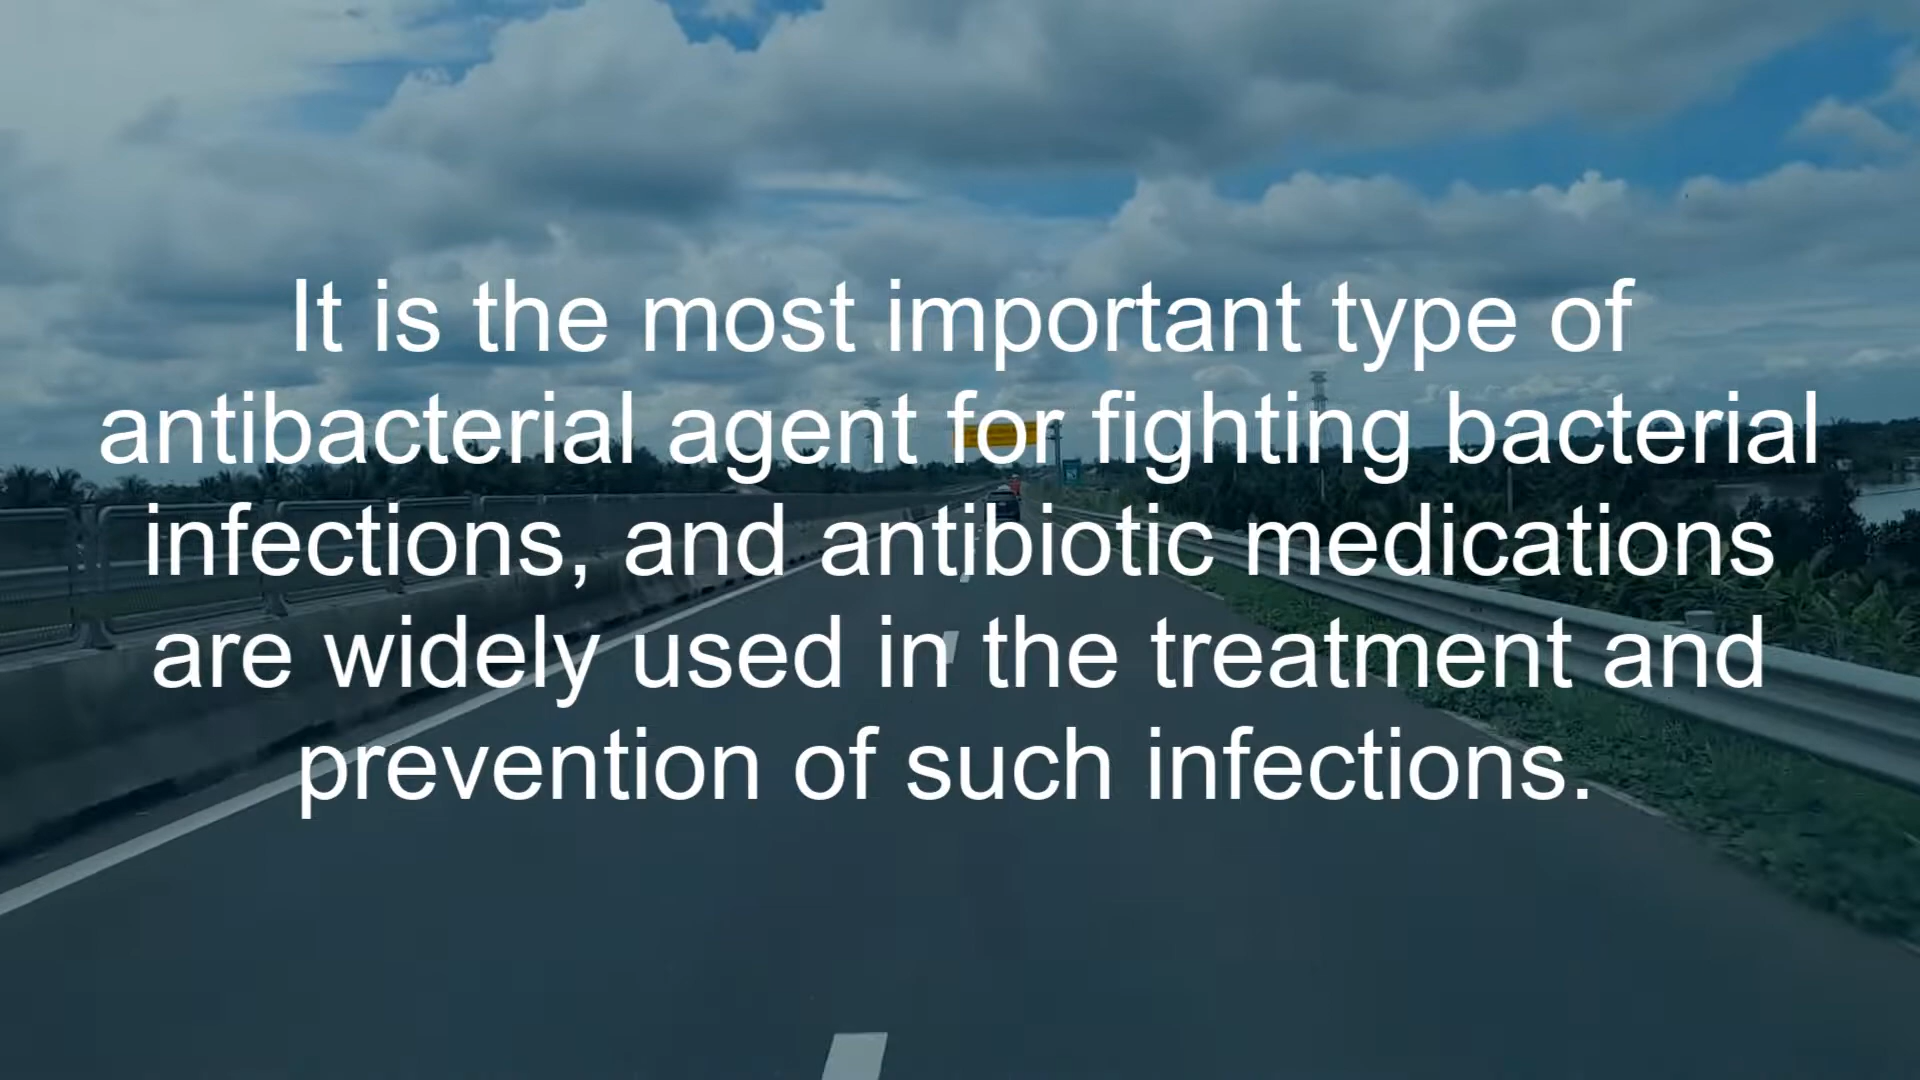 It is the most important type of
antibacterial agent for fighting bacterial
infections, and antibiotic medications
are widely used in the treatment and
prevention of such infections.